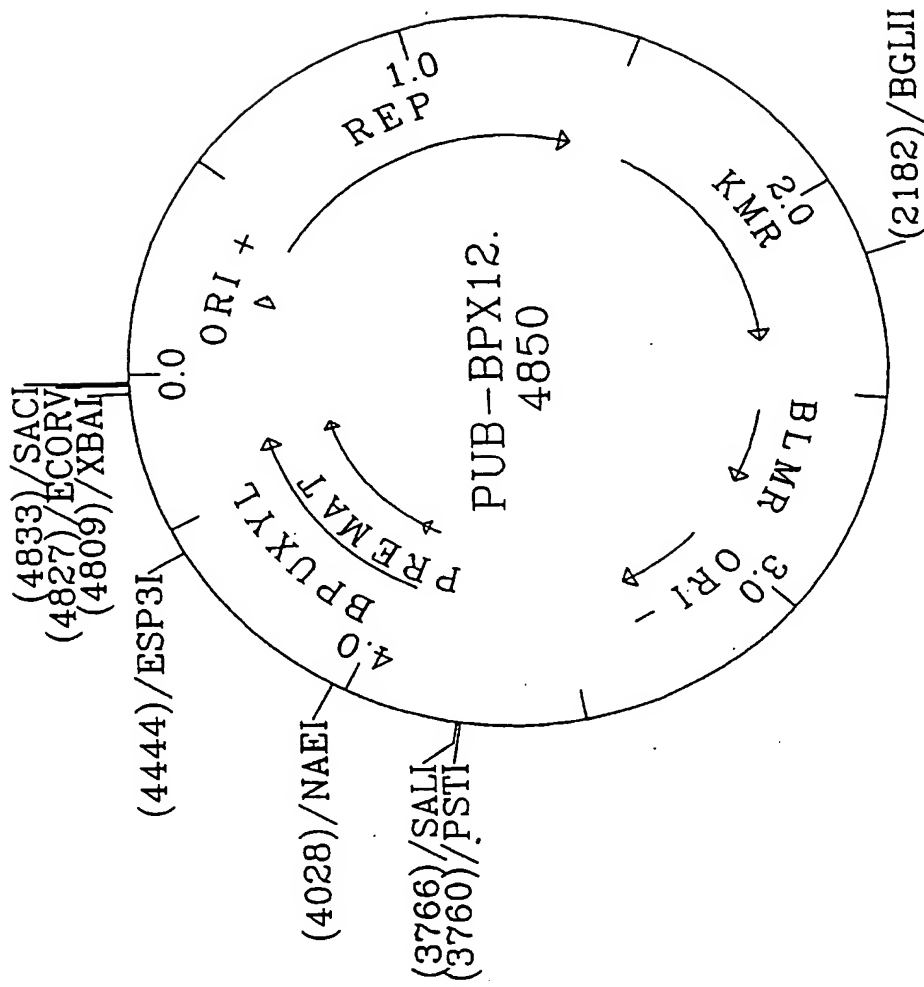 (4833)/SACI
(4827)/ECORV
(4809)/XBAI
(4444)/ESP3I
(4028)/NAEI
(3766)/SALI
(3760)/PSTI
(2182)/BGLII
0.0
1.0
2.0
3.0
4.0
ORI +
REP
KMR
BLMR
ORI -
BPUXYL
PREMAT
PUB-BPX12.
4850